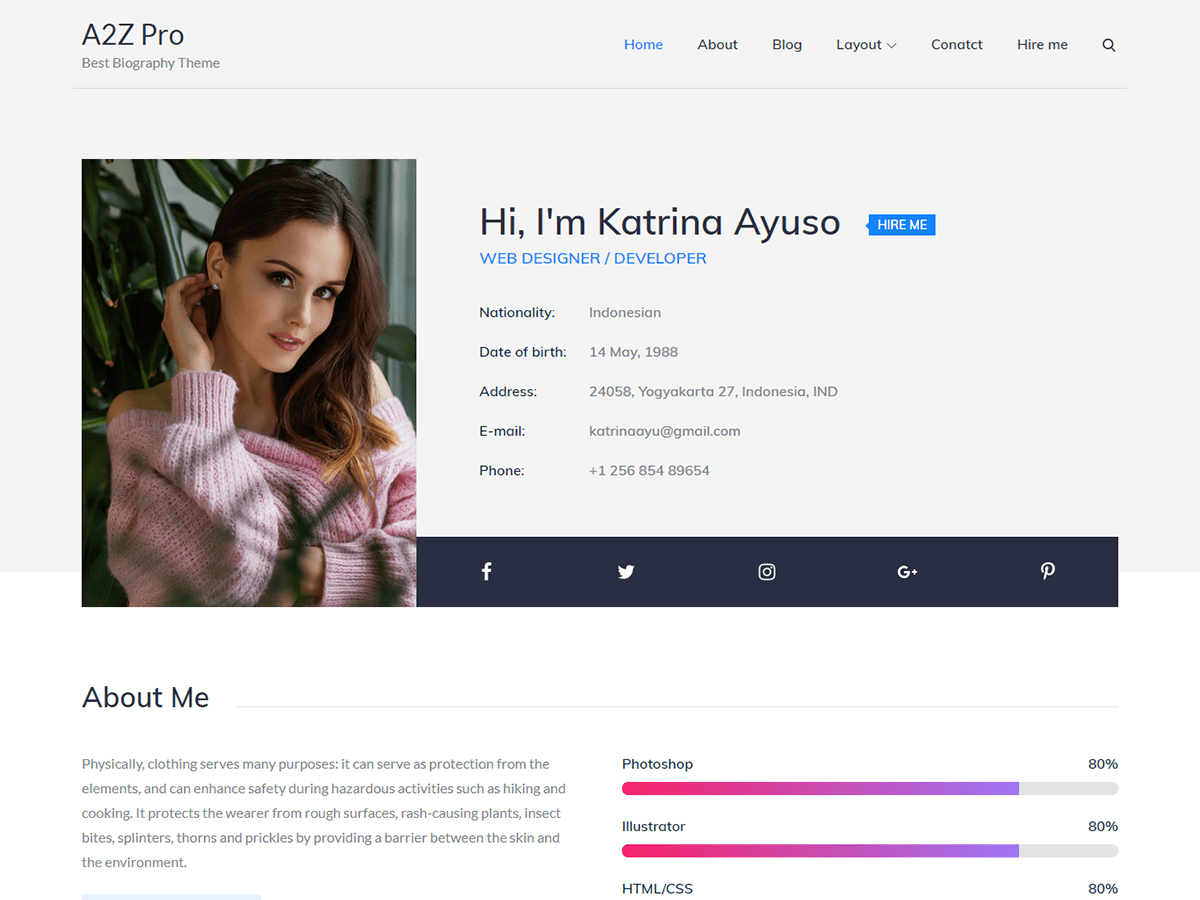 A2Z Pro
Best Biography Theme
Home About Blog Layout Conatct Hire me
Hi, I'm Katrina Ayuso
HIRE ME
WEB DESIGNER / DEVELOPER
Nationality: Indonesian
Date of birth: 14 May, 1988
Address: 24058, Yogyakarta 27, Indonesia, IND
E-mail: katrinaayu@gmail.com
Phone: +1 256 854 89654
About Me
Physically, clothing serves many purposes: it can serve as protection from the
elements, and can enhance safety during hazardous activities such as hiking and
cooking. It protects the wearer from rough surfaces, rash-causing plants, insect
bites, splinters, thorns and prickles by providing a barrier between the skin and
the environment.
Photoshop 80%
Illustrator 80%
HTML/CSS 80%